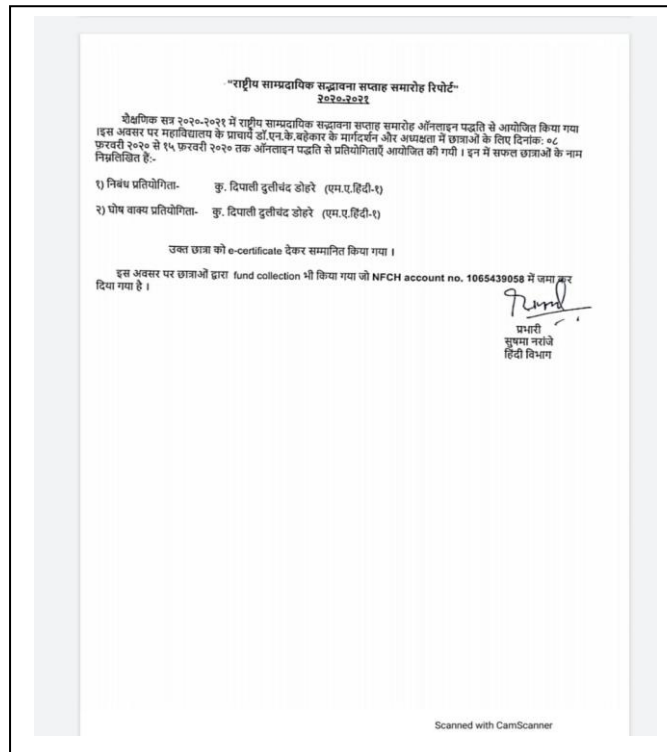 "राष्ट्रीय साम्प्रदायिक सद्भावना सप्ताह समारोह रिपोर्ट"
२०२०-२०२१
शैक्षणिक सत्र २०२०-२०२१ में राष्ट्रीय साम्प्रदायिक सद्भावना सप्ताह समारोह ऑनलाइन पद्धति से आयोजित किया गया
।इस अवसर पर महाविद्यालय के प्राचार्य डॉ.एन.के.बहेकार के मार्गदर्शन और अध्यक्षता में छात्राओं के लिए दिनांक: ०८
फ़रवरी २०२० से १५ फ़रवरी २०२० तक ऑनलाइन पद्धति से प्रतियोगिताएँ आयोजित की गयी । इन में सफल छात्राओं के नाम
निम्नलिखित हैं:-
१) निबंध प्रतियोगिता- कु. दिपाली दुलीचंद डोहरे (एम.ए.हिंदी-१)
२) घोष वाक्य प्रतियोगिता- कु. दिपाली दुलीचंद डोहरे (एम.ए.हिंदी-१)
उक्त छात्रा को e-certificate देकर सम्मानित किया गया ।
इस अवसर पर छात्राओं द्वारा fund collection भी किया गया जो NFCH account no. 1065439058 में जमा कर
दिया गया है ।
प्रभारी
सुषमा नरांजे
हिंदी विभाग
Scanned with CamScanner